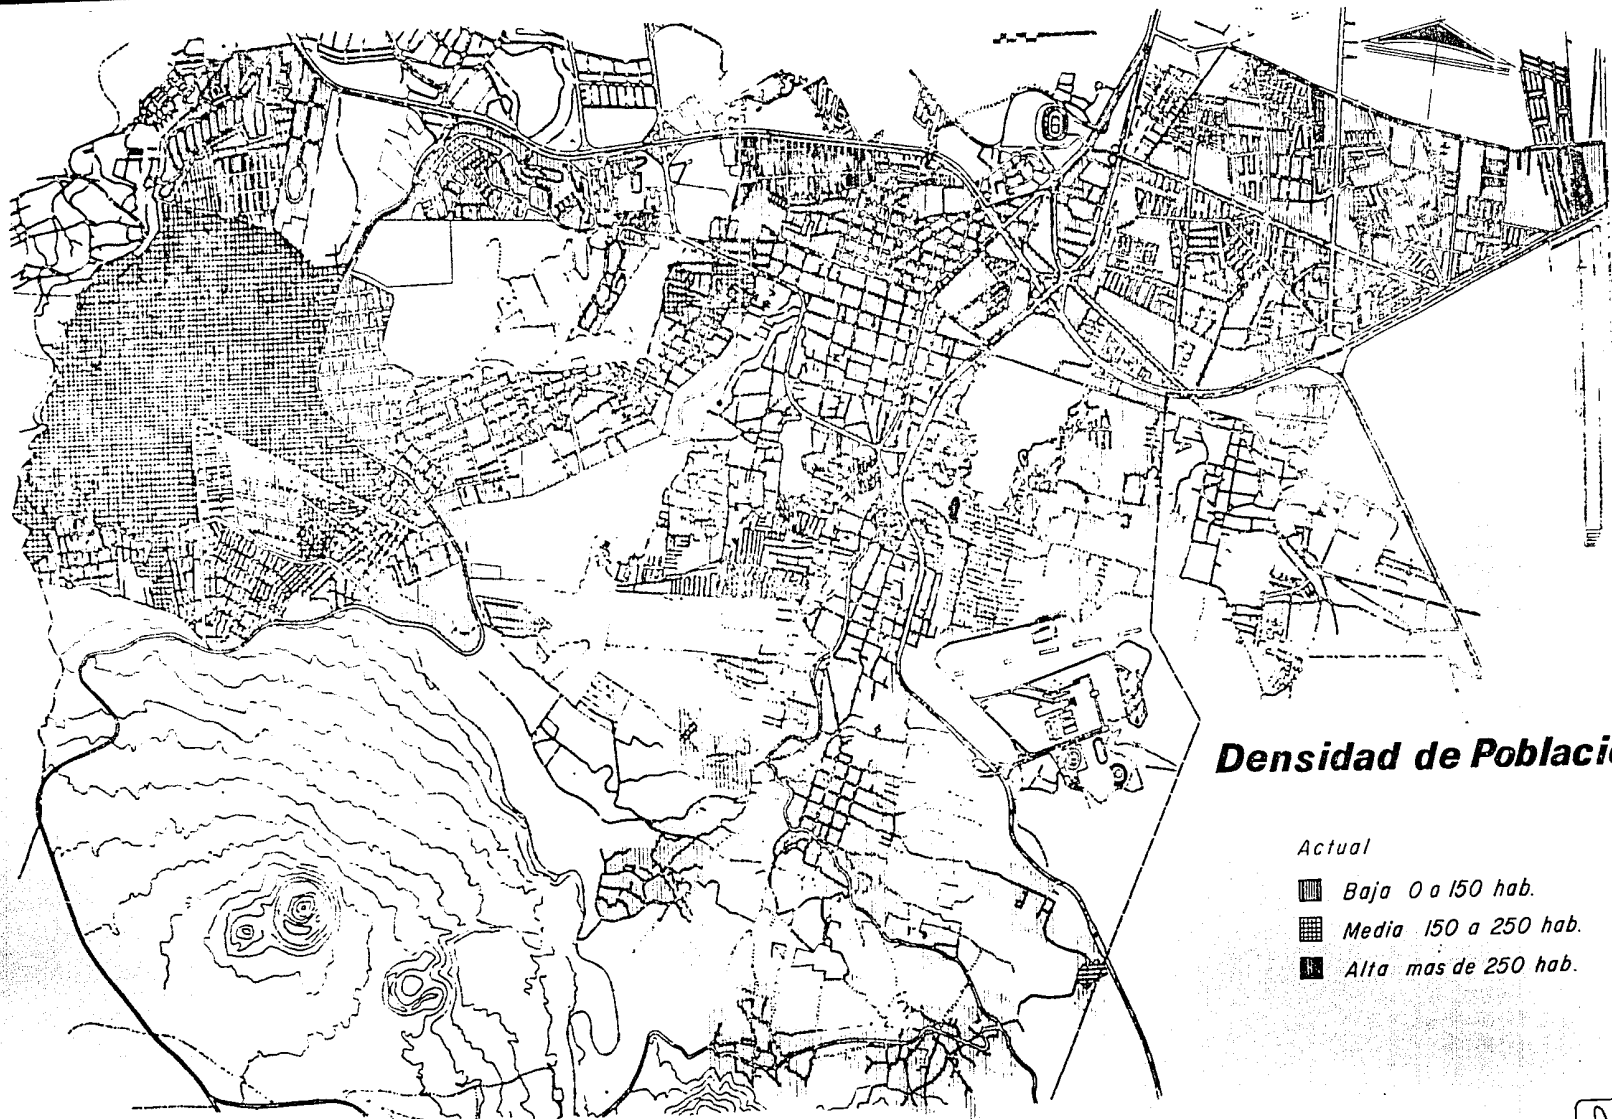 Densidad de Poblaci
Actual
Baja 0 a 150 hab.
Media 150 a 250 hab.
Alta mas de 250 hab.